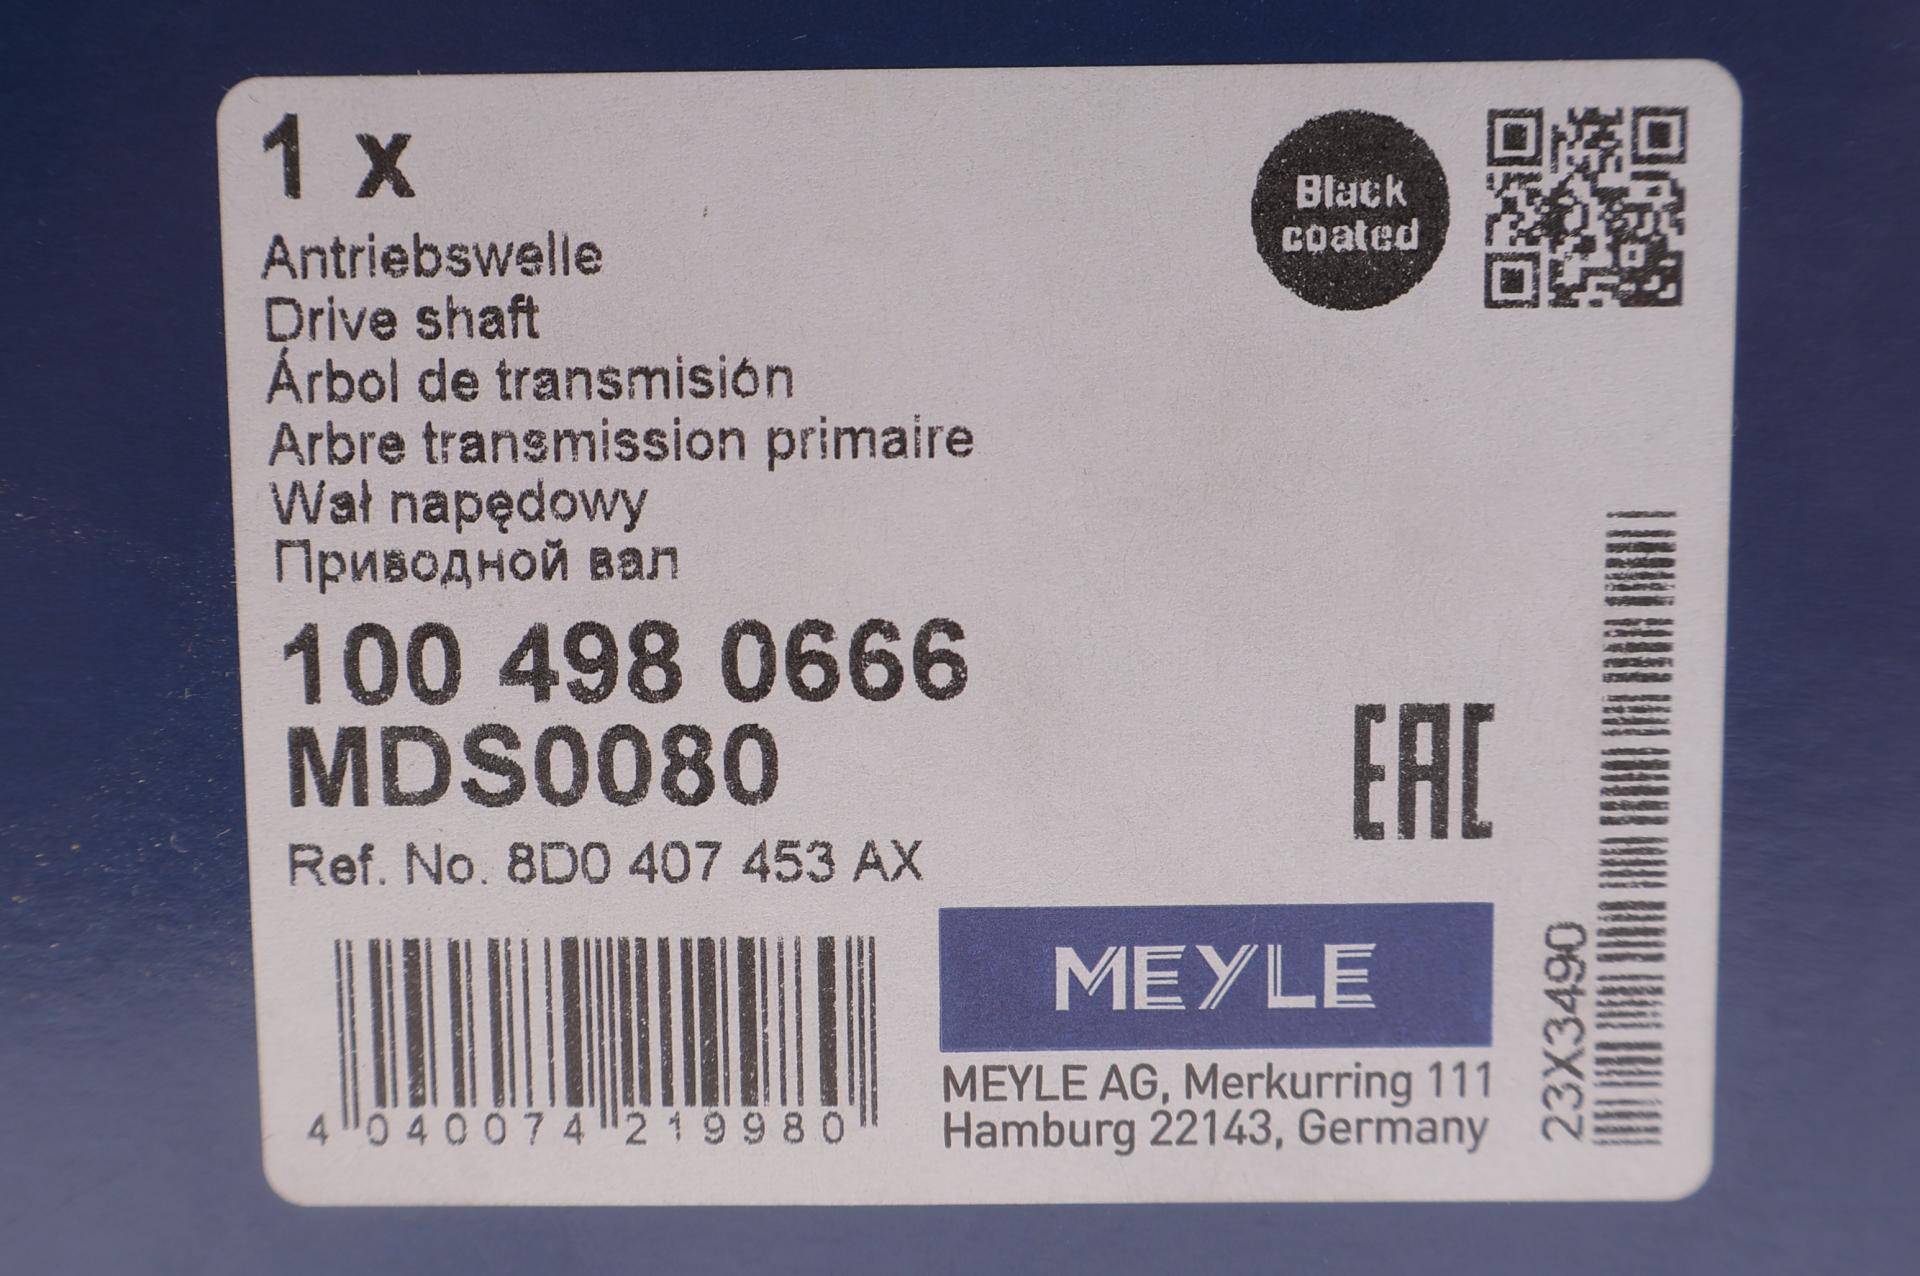 1 x
Black
coated
Antriebswelle
Drive shaft
Árbol de transmisión
Arbre transmission primaire
Wał napędowy
Приводной вал
100 498 0666
MDS0080
Ref. No. 8D0 407 453 AX
EAC
4 040074 219980
MEYLE
MEYLE AG, Merkurring 111
Hamburg 22143, Germany
23X3490